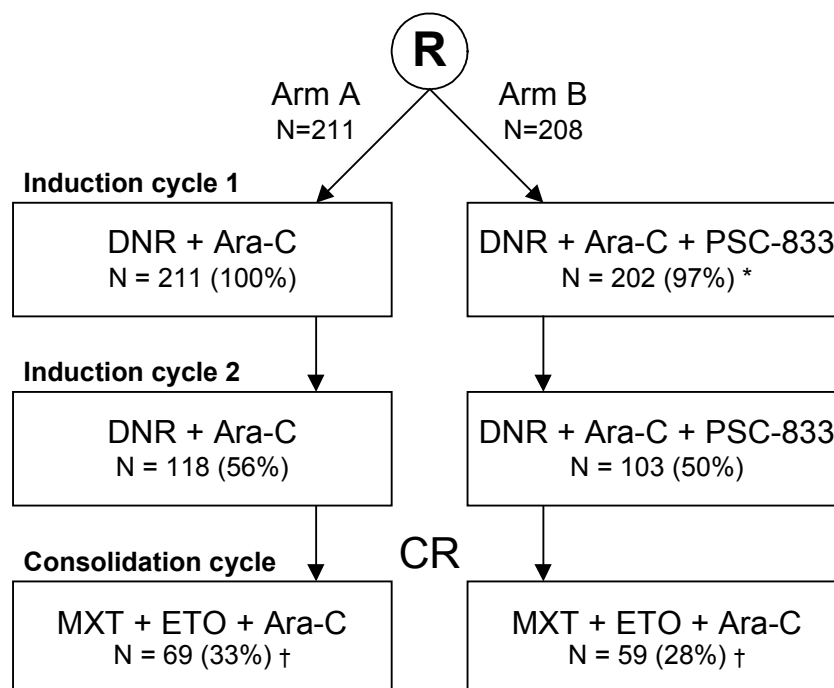 R
Arm A
N=211
Arm B
N=208
Induction cycle 1
DNR + Ara-C
N = 211 (100%)
DNR + Ara-C + PSC-833
N = 202 (97%) *
Induction cycle 2
DNR + Ara-C
N = 118 (56%)
DNR + Ara-C + PSC-833
N = 103 (50%)
CR
Consolidation cycle
MXT + ETO + Ara-C
N = 69 (33%) †
MXT + ETO + Ara-C
N = 59 (28%) †